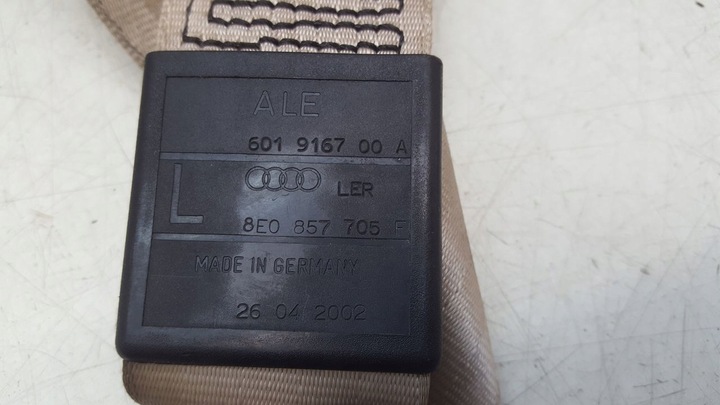 ALE
601 9167 00 A
L LER
8E0 857 705 F
MADE IN GERMANY
26 04 2002